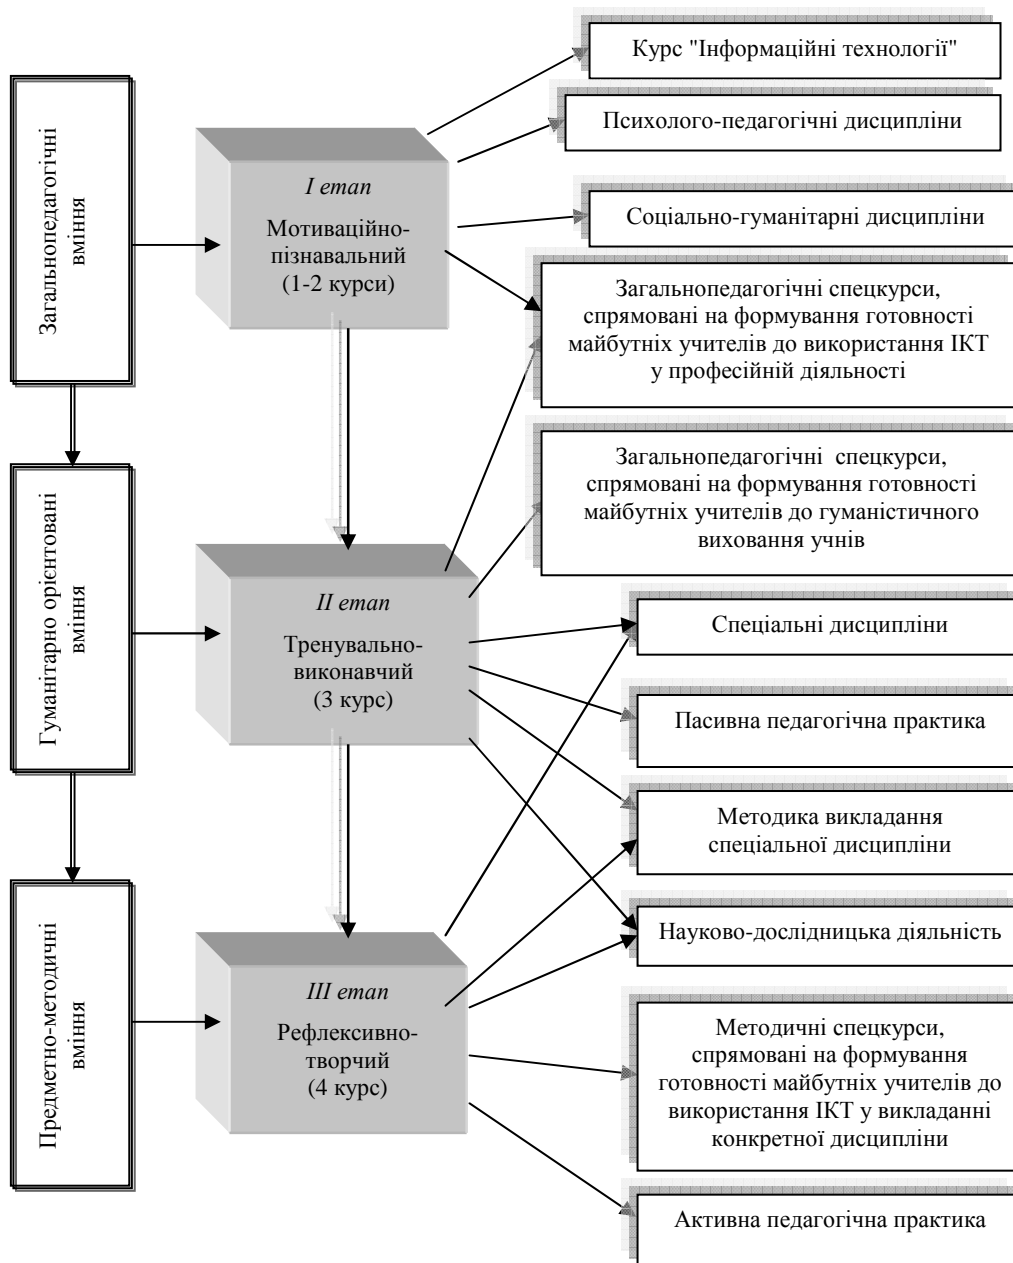 Загальнопедагогічні
вміння
Гуманітарно орієнтовані
вміння
Предметно-методичні
вміння
І етап
Мотиваційно-
пізнавальний
(1-2 курси)
ІІ етап
Тренувально-
виконавчий
(3 курс)
ІІІ етап
Рефлексивно-
творчий
(4 курс)
Курс "Інформаційні технології"
Психолого-педагогічні дисципліни
Соціально-гуманітарні дисципліни
Загальнопедагогічні спецкурси,
спрямовані на формування готовності
майбутніх учителів до використання ІКТ
у професійній діяльності
Загальнопедагогічні спецкурси,
спрямовані на формування готовності
майбутніх учителів до гуманістичного
виховання учнів
Спеціальні дисципліни
Пасивна педагогічна практика
Методика викладання
спеціальної дисципліни
Науково-дослідницька діяльність
Методичні спецкурси,
спрямовані на формування
готовності майбутніх учителів до
використання ІКТ у викладанні
конкретної дисципліни
Активна педагогічна практика